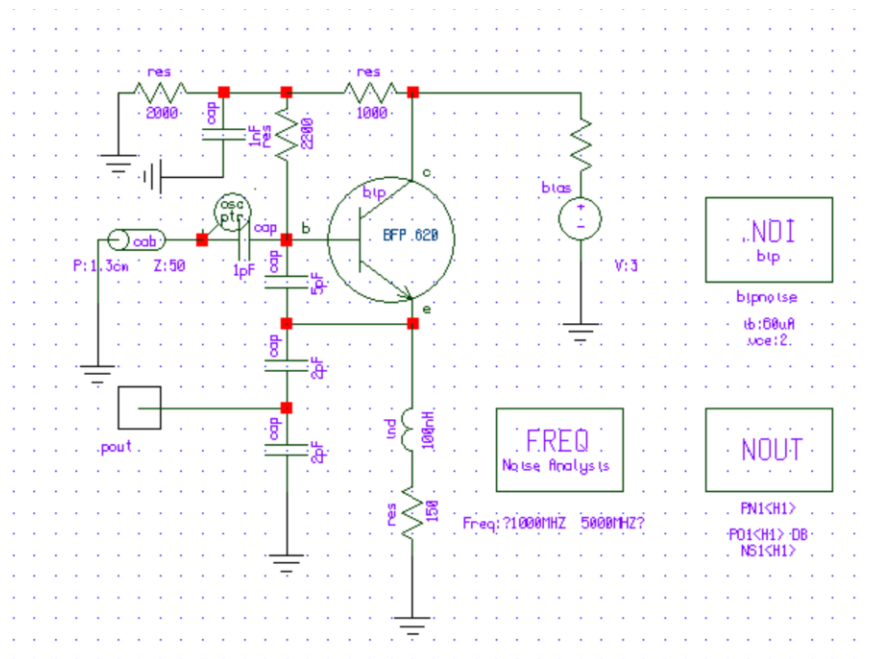 res
res
2000
cap
1nF
res
2200
1000
c
bip
bias
osc
ptr
cap
b
BFP 620
.NOI
bip
cab
P:1.3cm
Z:50
1pF
cap
5pF
V:3
bipnoise
e
ib:60uA
vce:2
cap
2pF
pout
cap
2pF
ind
100nH
FREQ
Noise Analysis
NOUT
res
150
Freq:?1000MHZ 5000MHZ?
PN1<H1>
PO1<H1> DB
NS1<H1>